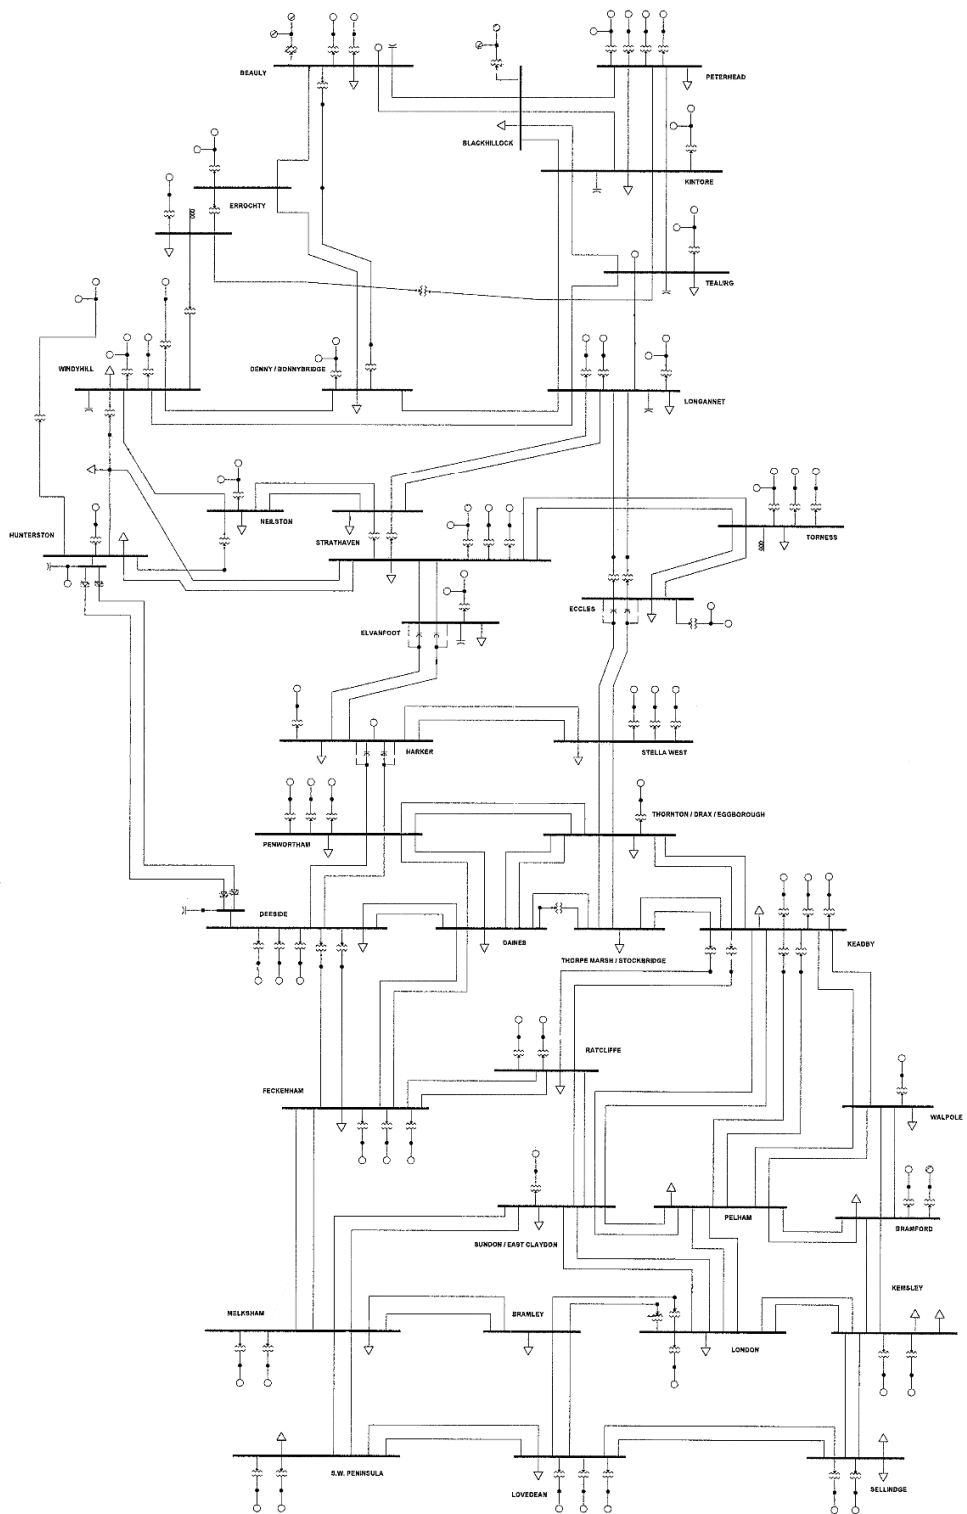 BEAULY
PETERHEAD
BLACKHILLOCK
KINTORE
ERROCHTY
TEALING
WINDYHILL
DENNY / BONNYBRIDGE
LONGANNET
NEILSTON
HUNTERSTON
STRATHAVEN
TORNESS
ECCLES
ELVANFOOT
HARKER
STELLA WEST
THORNTON / DRAX / EGGBOROUGH
PENWORTHAM
DEESIDE
DAINES
KEADBY
THORPE MARSH / STOCKBRIDGE
RATCLIFFE
FECKENHAM
WALPOLE
PELHAM
BRAMFORD
SUNDON / EAST CLAYDON
KEMSLEY
MELKSHAM
BRAMLEY
LONDON
S.W. PENINSULA
LOVEDEAN
SELLINDGE